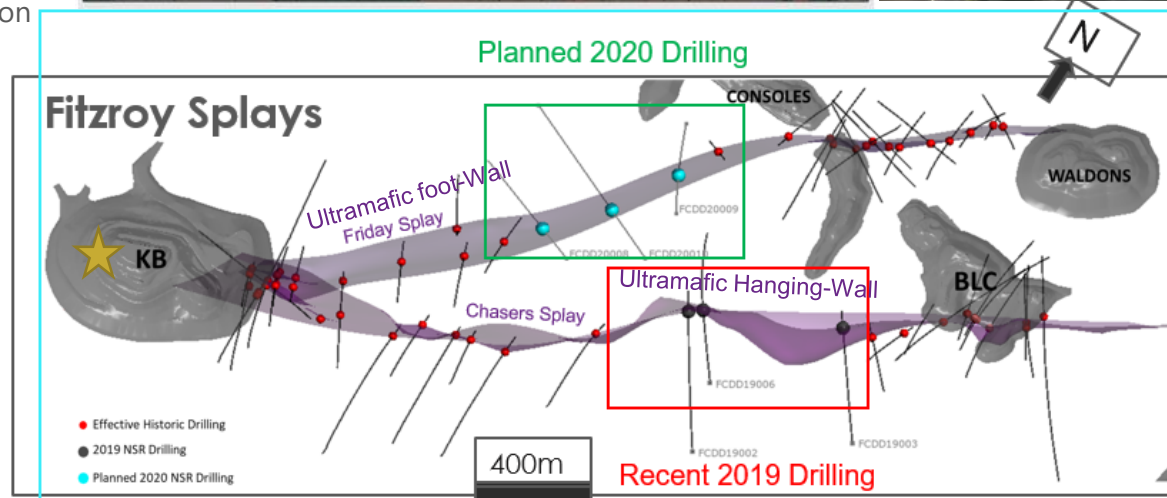 on
N
Planned 2020 Drilling
Fitzroy Splays
CONSOLES
WALDONS
Ultramafic foot-Wall
Friday Splay
FCDD20009
FCDD20008
KB
Ultramafic Hanging-Wall
BLC
Chasers Splay
FCDD19006
FCDD19003
FCDD19002
Effective Historic Drilling
2019 NSR Drilling
Planned 2020 NSR Drilling
400m
Recent 2019 Drilling